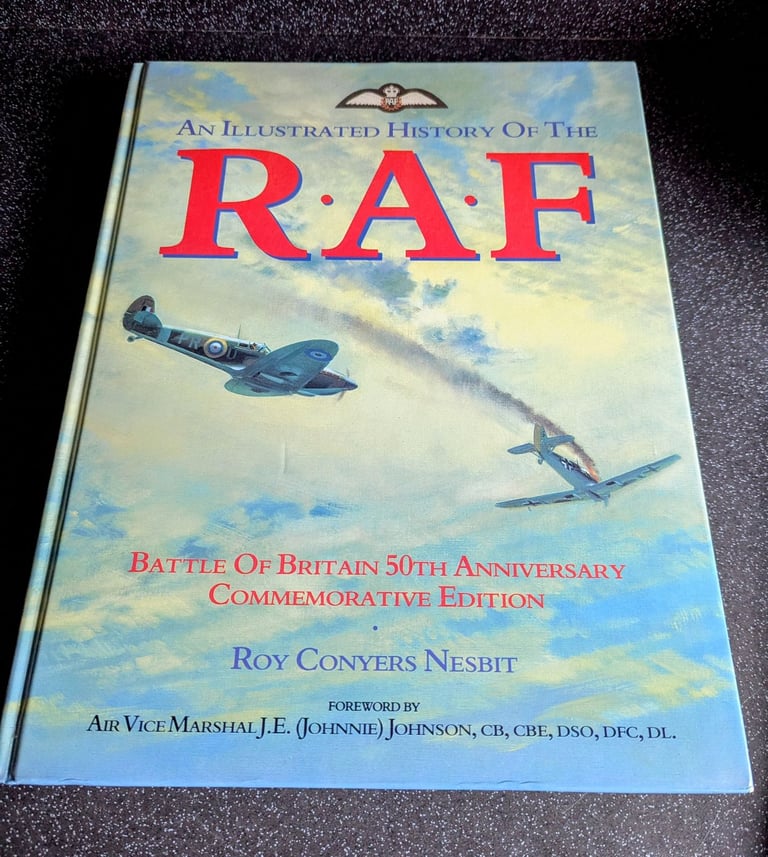 RAF
AN ILLUSTRATED HISTORY OF THE
R·A·F
BATTLE OF BRITAIN 50TH ANNIVERSARY
COMMEMORATIVE EDITION
·
ROY CONYERS NESBIT
FOREWORD BY
AIR VICE MARSHAL J.E. (JOHNNIE) JOHNSON, CB, CBE, DSO, DFC, DL.